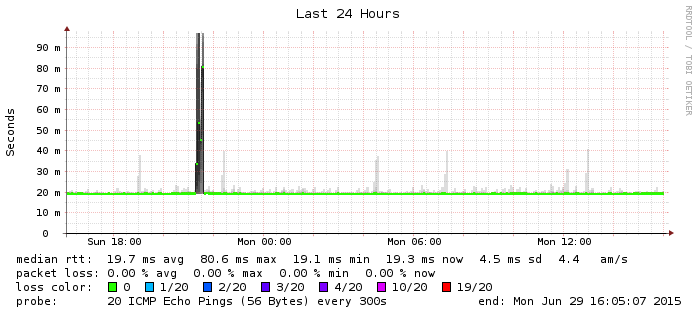 Last 24 Hours
RRDTOOL / TOBI OETIKER
Seconds
90 m
80 m
70 m
60 m
50 m
40 m
30 m
20 m
10 m
0
Sun 18:00 Mon 00:00 Mon 06:00 Mon 12:00
median rtt: 19.7 ms avg 80.6 ms max 19.1 ms min 19.3 ms now 4.5 ms sd 4.4 am/s
packet loss: 0.00 % avg 0.00 % max 0.00 % min 0.00 % now
loss color: 0 1/20 2/20 3/20 4/20 10/20 19/20
probe: 20 ICMP Echo Pings (56 Bytes) every 300s end: Mon Jun 29 16:05:07 2015